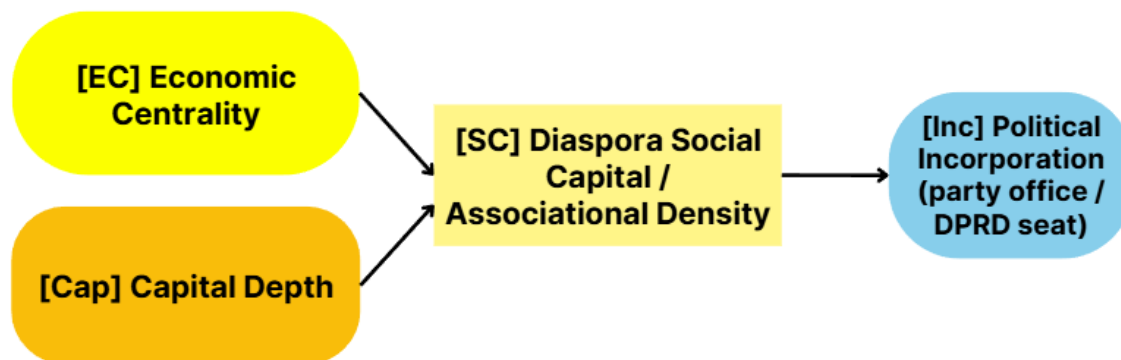 [EC] Economic
Centrality
[Cap] Capital Depth
[SC] Diaspora Social
Capital /
Associational Density
[Inc] Political
Incorporation
(party office /
DPRD seat)